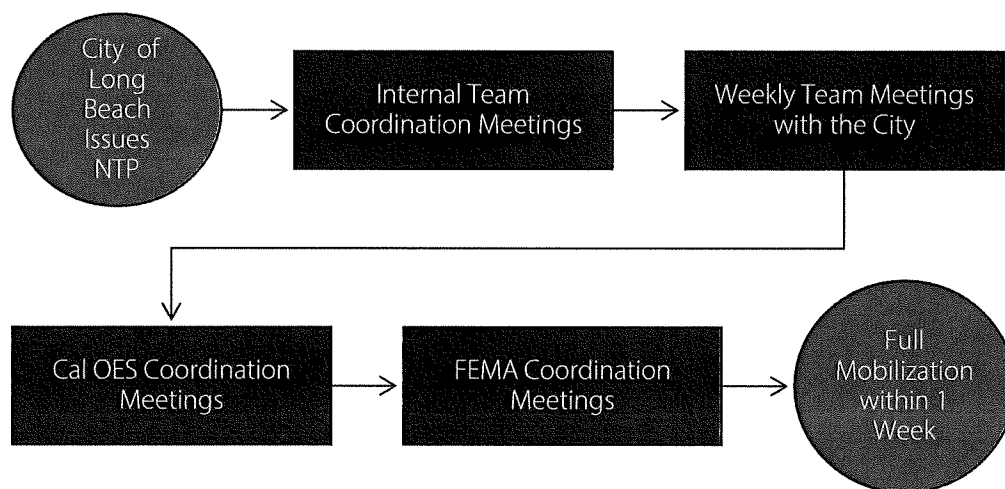 City of
Long
Beach
Issues
NTP
Internal Team
Coordination Meetings
Weekly Team Meetings
with the City
Cal OES Coordination
Meetings
FEMA Coordination
Meetings
Full
Mobilization
within 1
Week